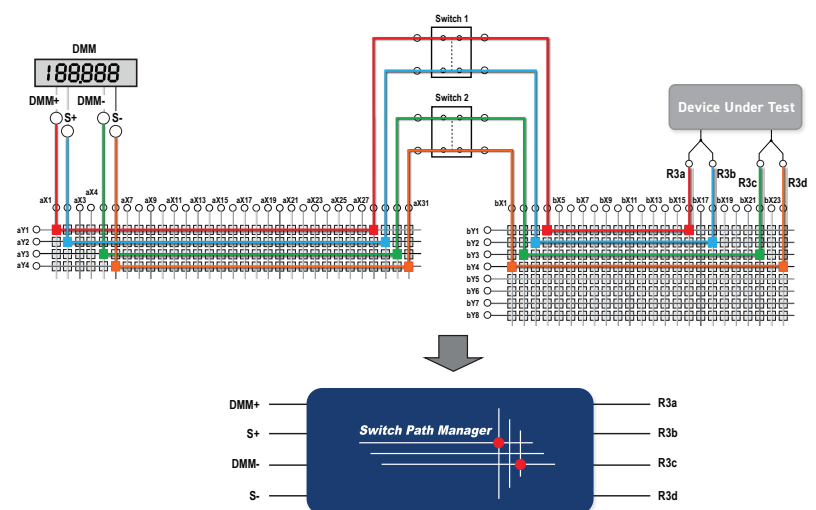 Switch 1
DMM
188.888
DMM+ DMM-
S+ S-
Switch 2
Device Under Test
R3a R3b R3c R3d
aX1 aX3 aX4 aX7 aX9 aX11 aX13 aX15 aX17 aX19 aX21 aX23 aX25 aX27 aX31
bX1 bX5 bX7 bX9 bX11 bX13 bX15 bX17 bX19 bX21 bX23
aY1
aY2
aY3
aY4
bY1
bY2
bY3
bY4
bY5
bY6
bY7
bY8
DMM+ R3a
S+ R3b
Switch Path Manager
DMM- R3c
S- R3d